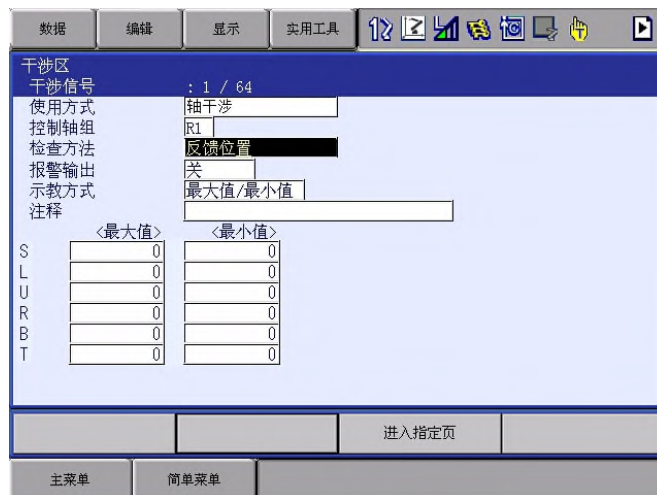 数据 编辑 显示 实用工具
干涉区
干涉信号 : 1 / 64
使用方式 轴干涉
控制轴组 R1
检查方法 反馈位置
报警输出 关
示教方式 最大值/最小值
注释
<最大值> <最小值>
S 0 0
L 0 0
U 0 0
R 0 0
B 0 0
T 0 0
进入指定页
主菜单 简单菜单